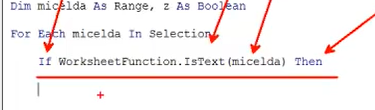 Dim micelda As Range, z As Boolean
For Each micelda In Selection
If WorksheetFunction.IsText(micelda) Then